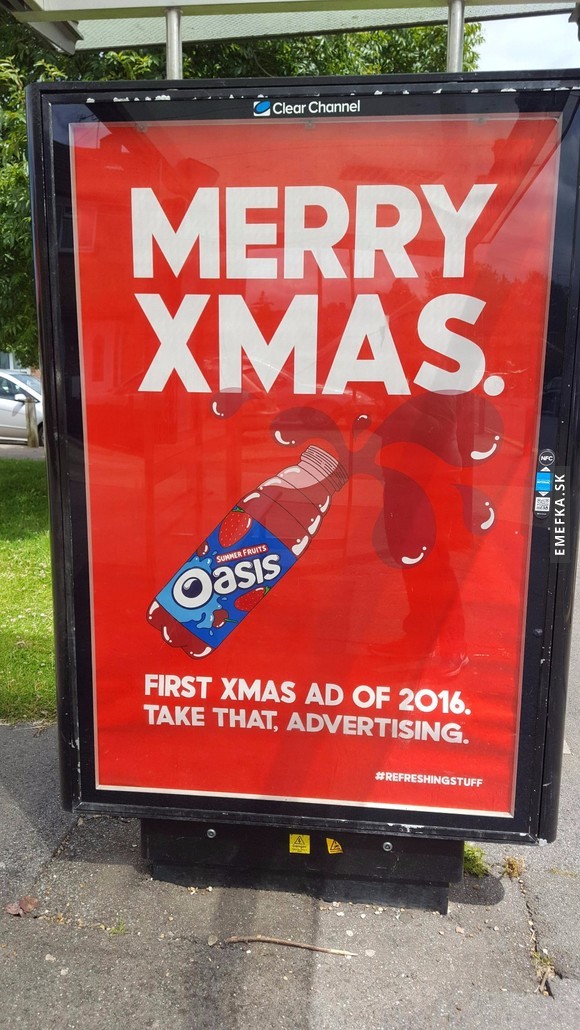 Clear Channel
MERRY
XMAS.
SUMMER FRUITS
Oasis
FIRST XMAS AD OF 2016.
TAKE THAT, ADVERTISING.
#REFRESHINGSTUFF
NFC
EMEFKA.SK